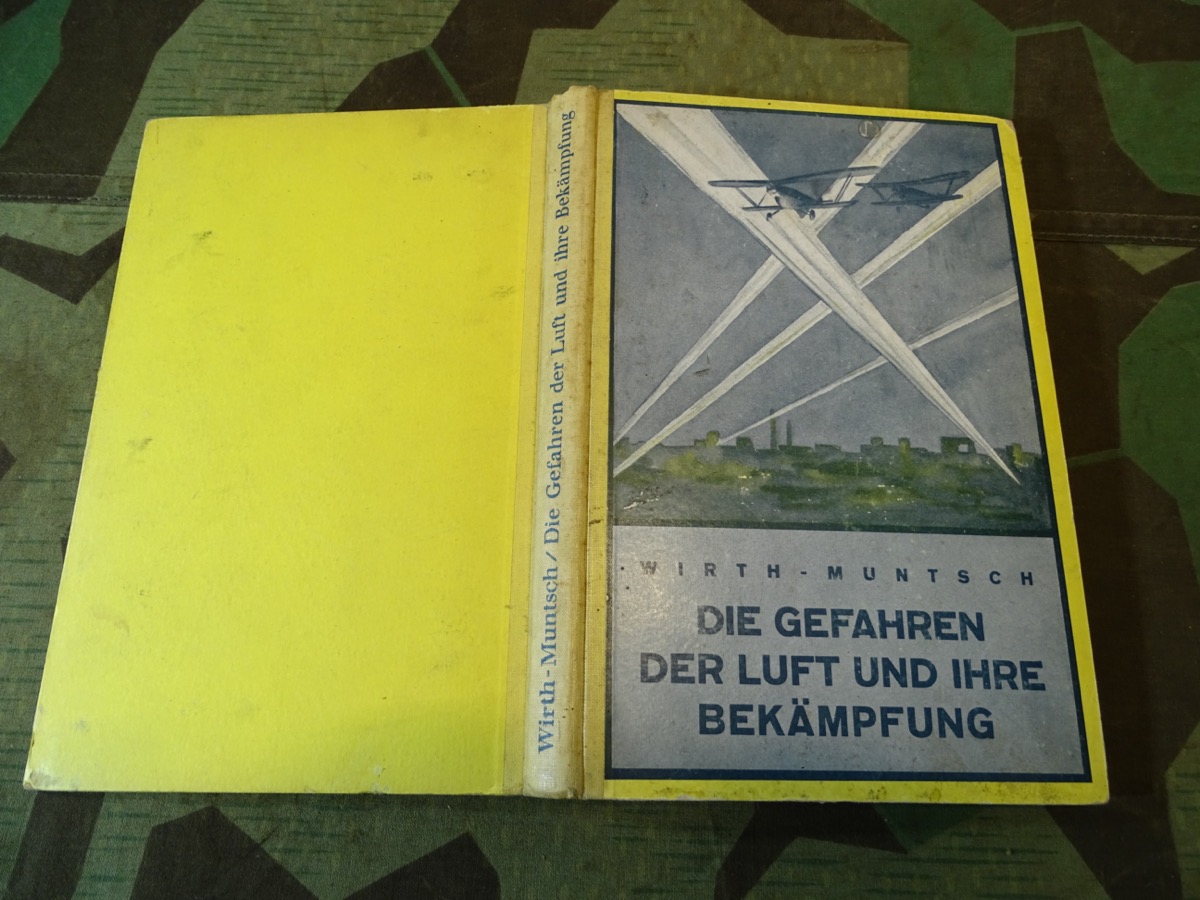 Wirth-Muntsch / Die Gefahren der Luft und ihre Bekämpfung
WIRTH-MUNTSCH
DIE GEFAHREN
DER LUFT UND IHRE
BEKÄMPFUNG